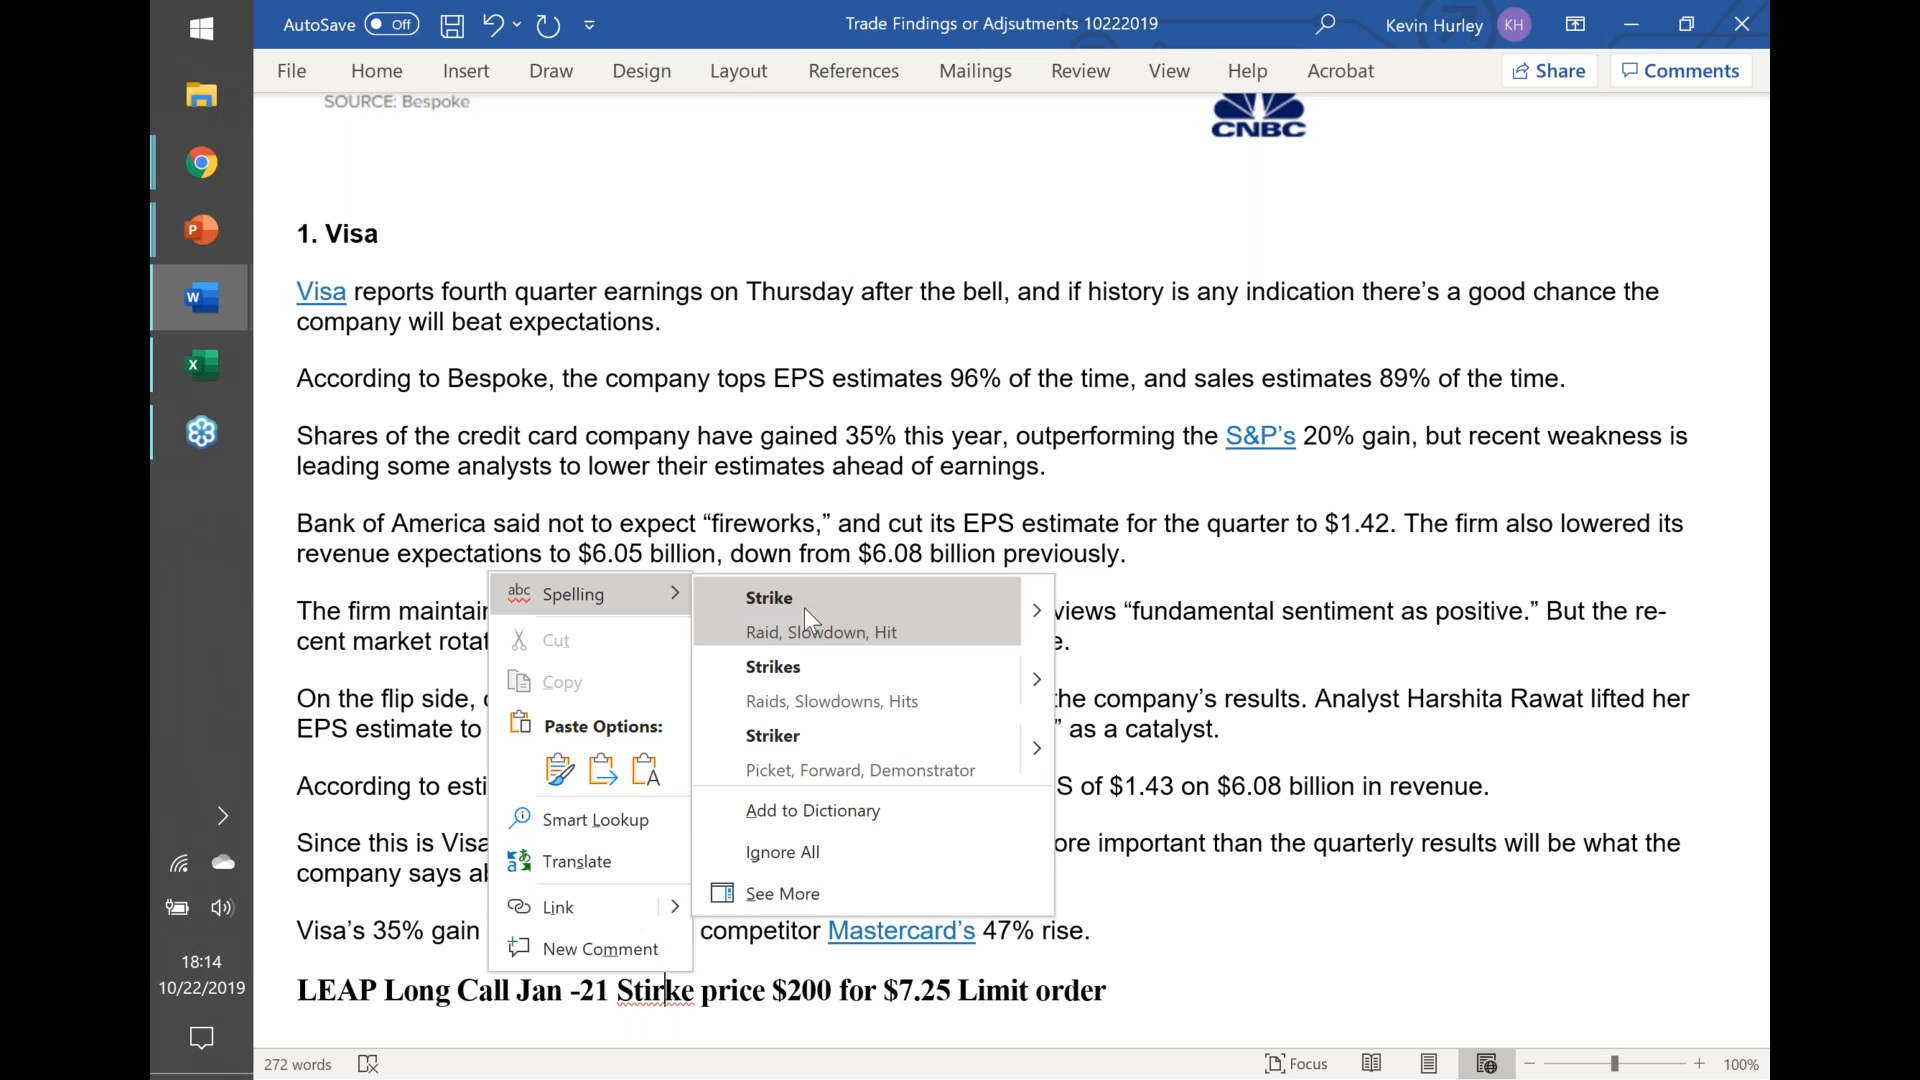 AutoSave Off Trade Findings or Adjsutments 10222019 Kevin Hurley KH
File Home Insert Draw Design Layout References Mailings Review View Help Acrobat Share Comments
SOURCE: Bespoke
CNBC
1. Visa
Visa reports fourth quarter earnings on Thursday after the bell, and if history is any indication there’s a good chance the
company will beat expectations.
According to Bespoke, the company tops EPS estimates 96% of the time, and sales estimates 89% of the time.
Shares of the credit card company have gained 35% this year, outperforming the S&P’s 20% gain, but recent weakness is
leading some analysts to lower their estimates ahead of earnings.
Bank of America said not to expect “fireworks,” and cut its EPS estimate for the quarter to $1.42. The firm also lowered its
revenue expectations to $6.05 billion, down from $6.08 billion previously.
The firm maintain views “fundamental sentiment as positive.” But the re-
cent market rotat e.
On the flip side, the company’s results. Analyst Harshita Rawat lifted her
EPS estimate to ” as a catalyst.
According to esti S of $1.43 on $6.08 billion in revenue.
Since this is Visa ore important than the quarterly results will be what the
company says a
Visa’s 35% gain competitor Mastercard’s 47% rise.
LEAP Long Call Jan -21 Stirke price $200 for $7.25 Limit order
abc Spelling
Cut
Copy
Paste Options:
Smart Lookup
Translate
Link
New Comment
Strike
Raid, Slowdown, Hit
Strikes
Raids, Slowdowns, Hits
Striker
Picket, Forward, Demonstrator
Add to Dictionary
Ignore All
See More
18:14
10/22/2019
272 words Focus 100%